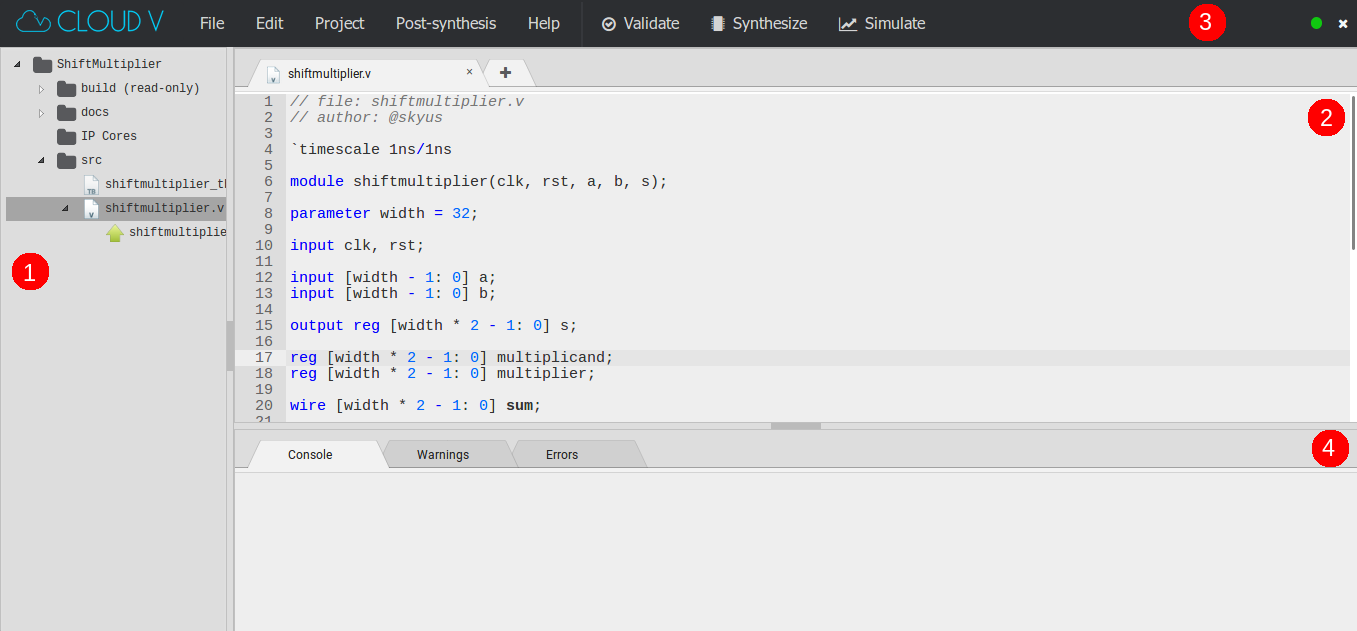 CLOUD V File Edit Project Post-synthesis Help Validate Synthesize Simulate 3
ShiftMultiplier
build (read-only)
docs
IP Cores
src
TB shiftmultiplier_t
V shiftmultiplier.v
shiftmultiplie
1
V shiftmultiplier.v × +
2
1 // file: shiftmultiplier.v
2 // author: @skyus
3
4 `timescale 1ns/1ns
5
6 module shiftmultiplier(clk, rst, a, b, s);
7
8 parameter width = 32;
9
10 input clk, rst;
11
12 input [width - 1: 0] a;
13 input [width - 1: 0] b;
14
15 output reg [width * 2 - 1: 0] s;
16
17 reg [width * 2 - 1: 0] multiplicand;
18 reg [width * 2 - 1: 0] multiplier;
19
20 wire [width * 2 - 1: 0] sum;
21
Console Warnings Errors 4